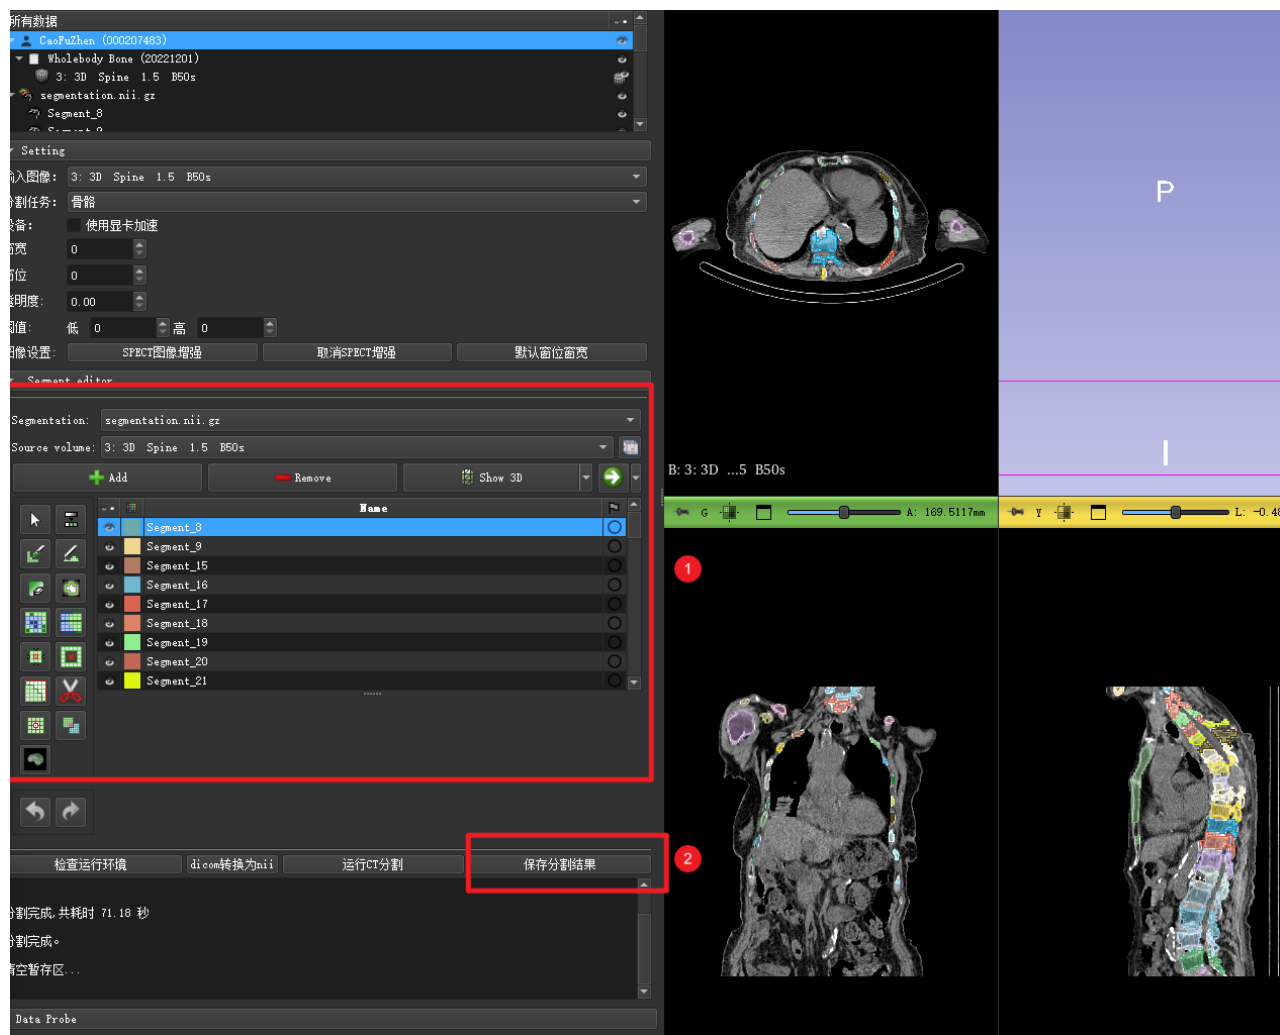 所有数据
CaoFuZhen (000207483)
Wholebody Bone (20221201)
3: 3D Spine 1.5 B50s
segmentation.nii.gz
Segment_8
Setting
入图像: 3: 3D Spine 1.5 B50s
割任务: 骨骼
设备: 使用显卡加速
窗宽 0
窗位 0
透明度: 0.00
阈值: 低 0 高 0
图像设置: SPECT图像增强 取消SPECT增强 默认窗位窗宽
Segment editor
Segmentation: segmentation.nii.gz
Source volume: 3: 3D Spine 1.5 B50s
Add Remove Show 3D
Name
Segment_8
Segment_9
Segment_15
Segment_16
Segment_17
Segment_18
Segment_19
Segment_20
Segment_21
检查运行环境 dicom转换为nii 运行CT分割 保存分割结果
分割完成,共耗时 71.18 秒
分割完成。
清空暂存区...
Data Probe
P
I
B: 3: 3D ...5 B50s
G A: 169.5117mm
Y L: -0.48
1
2